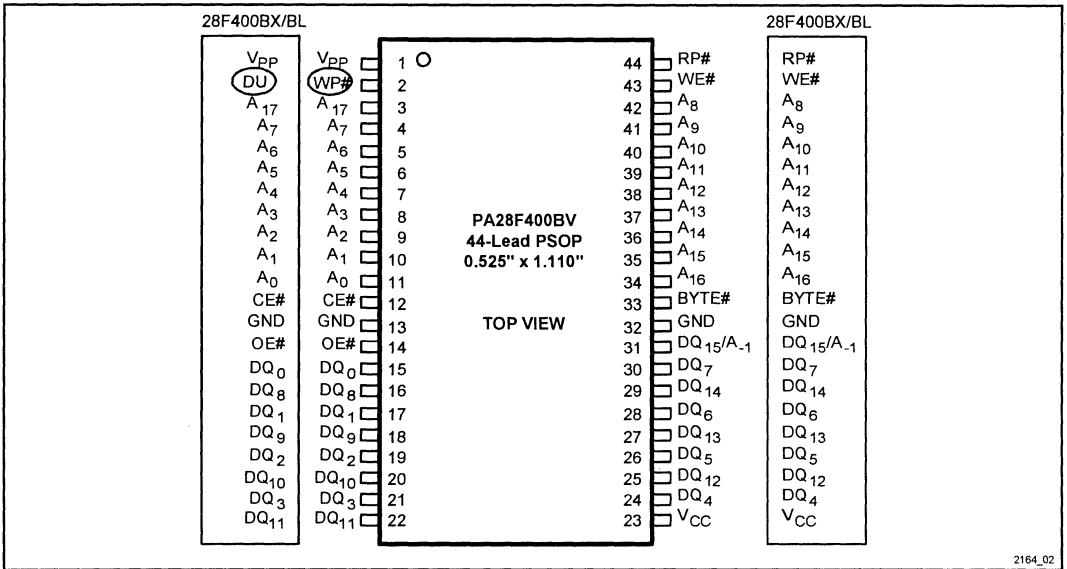 28F400BX/BL 28F400BX/BL
VPP VPP 1 44 RP# RP#
DU WP# 2 43 WE# WE#
A17 A17 3 42 A8 A8
A7 A7 4 41 A9 A9
A6 A6 5 40 A10 A10
A5 A5 6 39 A11 A11
A4 A4 7 38 A12 A12
A3 A3 8 37 A13 A13
PA28F400BV
A2 A2 9 36 A14 A14
44-Lead PSOP
A1 A1 10 35 A15 A15
0.525" x 1.110"
A0 A0 11 34 A16 A16
CE# CE# 12 33 BYTE# BYTE#
GND GND 13 TOP VIEW 32 GND GND
OE# OE# 14 31 DQ15/A-1 DQ15/A-1
DQ0 DQ0 15 30 DQ7 DQ7
DQ8 DQ8 16 29 DQ14 DQ14
DQ1 DQ1 17 28 DQ6 DQ6
DQ9 DQ9 18 27 DQ13 DQ13
DQ2 DQ2 19 26 DQ5 DQ5
DQ10 DQ10 20 25 DQ12 DQ12
DQ3 DQ3 21 24 DQ4 DQ4
DQ11 DQ11 22 23 VCC VCC
2164_02